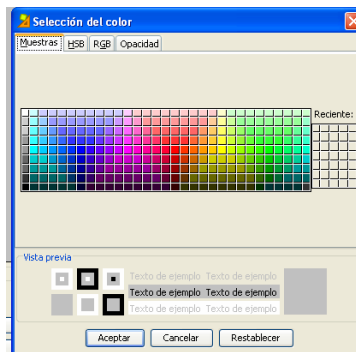 Selección del color
Muestras HSB RGB Opacidad
Reciente:
Vista previa
Texto de ejemplo Texto de ejemplo
Texto de ejemplo Texto de ejemplo
Texto de ejemplo Texto de ejemplo
Aceptar Cancelar Restablecer